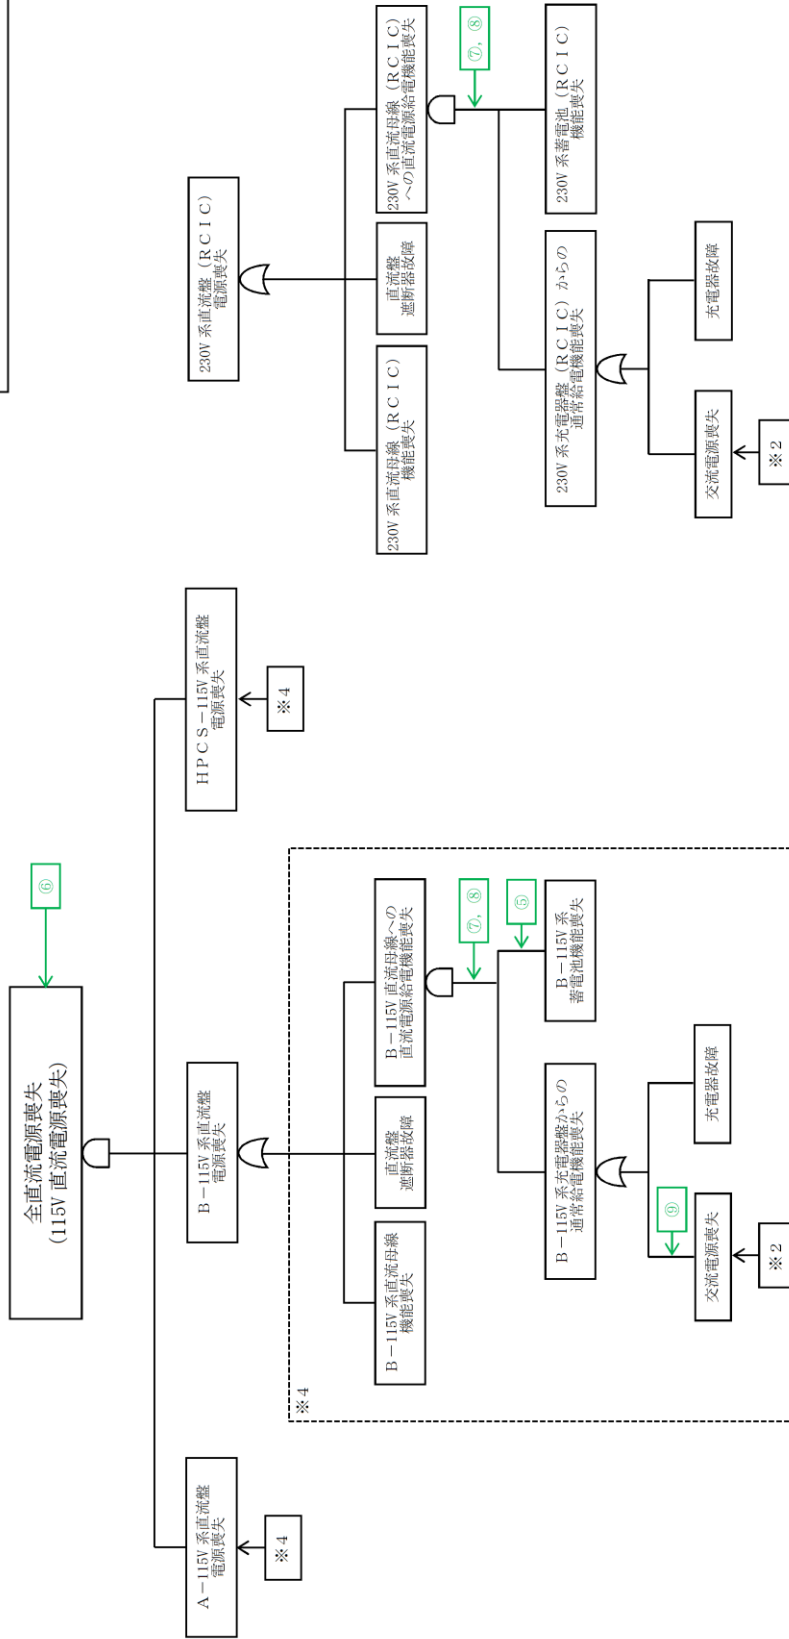 全直流電源喪失
(115V 直流電源喪失)
⑥
A－115V 系直流盤
電源喪失
※4
B－115V 系直流盤
電源喪失
HPCS－115V 系直流盤
電源喪失
※4
※4
B－115V 系直流母線
機能喪失
直流盤
遮断器故障
B－115V 直流母線への
直流電源給電機能喪失
⑦, ⑧
⑤
B－115V 系充電器盤からの
通常給電機能喪失
B－115V 系
蓄電池機能喪失
⑨
交流電源喪失
※2
充電器故障
230V 系直流盤 (RCIC)
電源喪失
230V 系直流母線 (RCIC)
機能喪失
直流盤
遮断器故障
230V 系直流母線 (RCIC)
への直流電源給電機能喪失
⑦, ⑧
230V 系充電器盤 (RCIC) からの
通常給電機能喪失
230V 系蓄電池 (RCIC)
機能喪失
交流電源喪失
※2
充電器故障